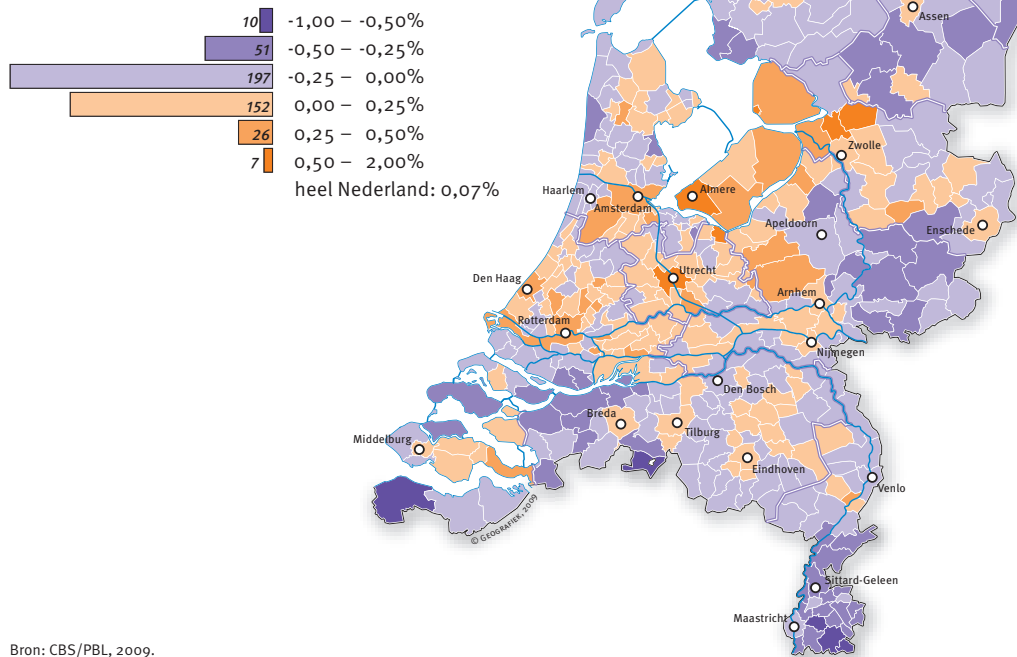 10 -1,00 – -0,50%
51 -0,50 – -0,25%
197 -0,25 – 0,00%
152 0,00 – 0,25%
26 0,25 – 0,50%
7 0,50 – 2,00%
heel Nederland: 0,07%
Assen
Zwolle
Haarlem
Amsterdam
Almere
Apeldoorn
Enschede
Den Haag
Utrecht
Arnhem
Rotterdam
Nijmegen
Den Bosch
Breda
Tilburg
Middelburg
Eindhoven
Venlo
© GEOGRAFIEK, 2009
Sittard-Geleen
Maastricht
Bron: CBS/PBL, 2009.